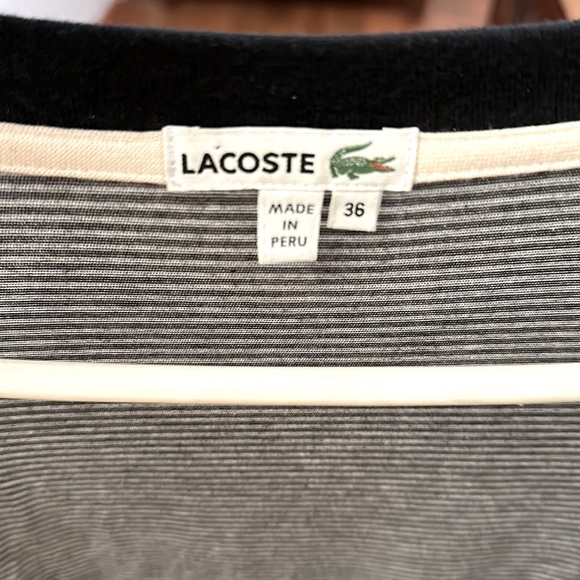 LACOSTE
MADE
IN
PERU
36